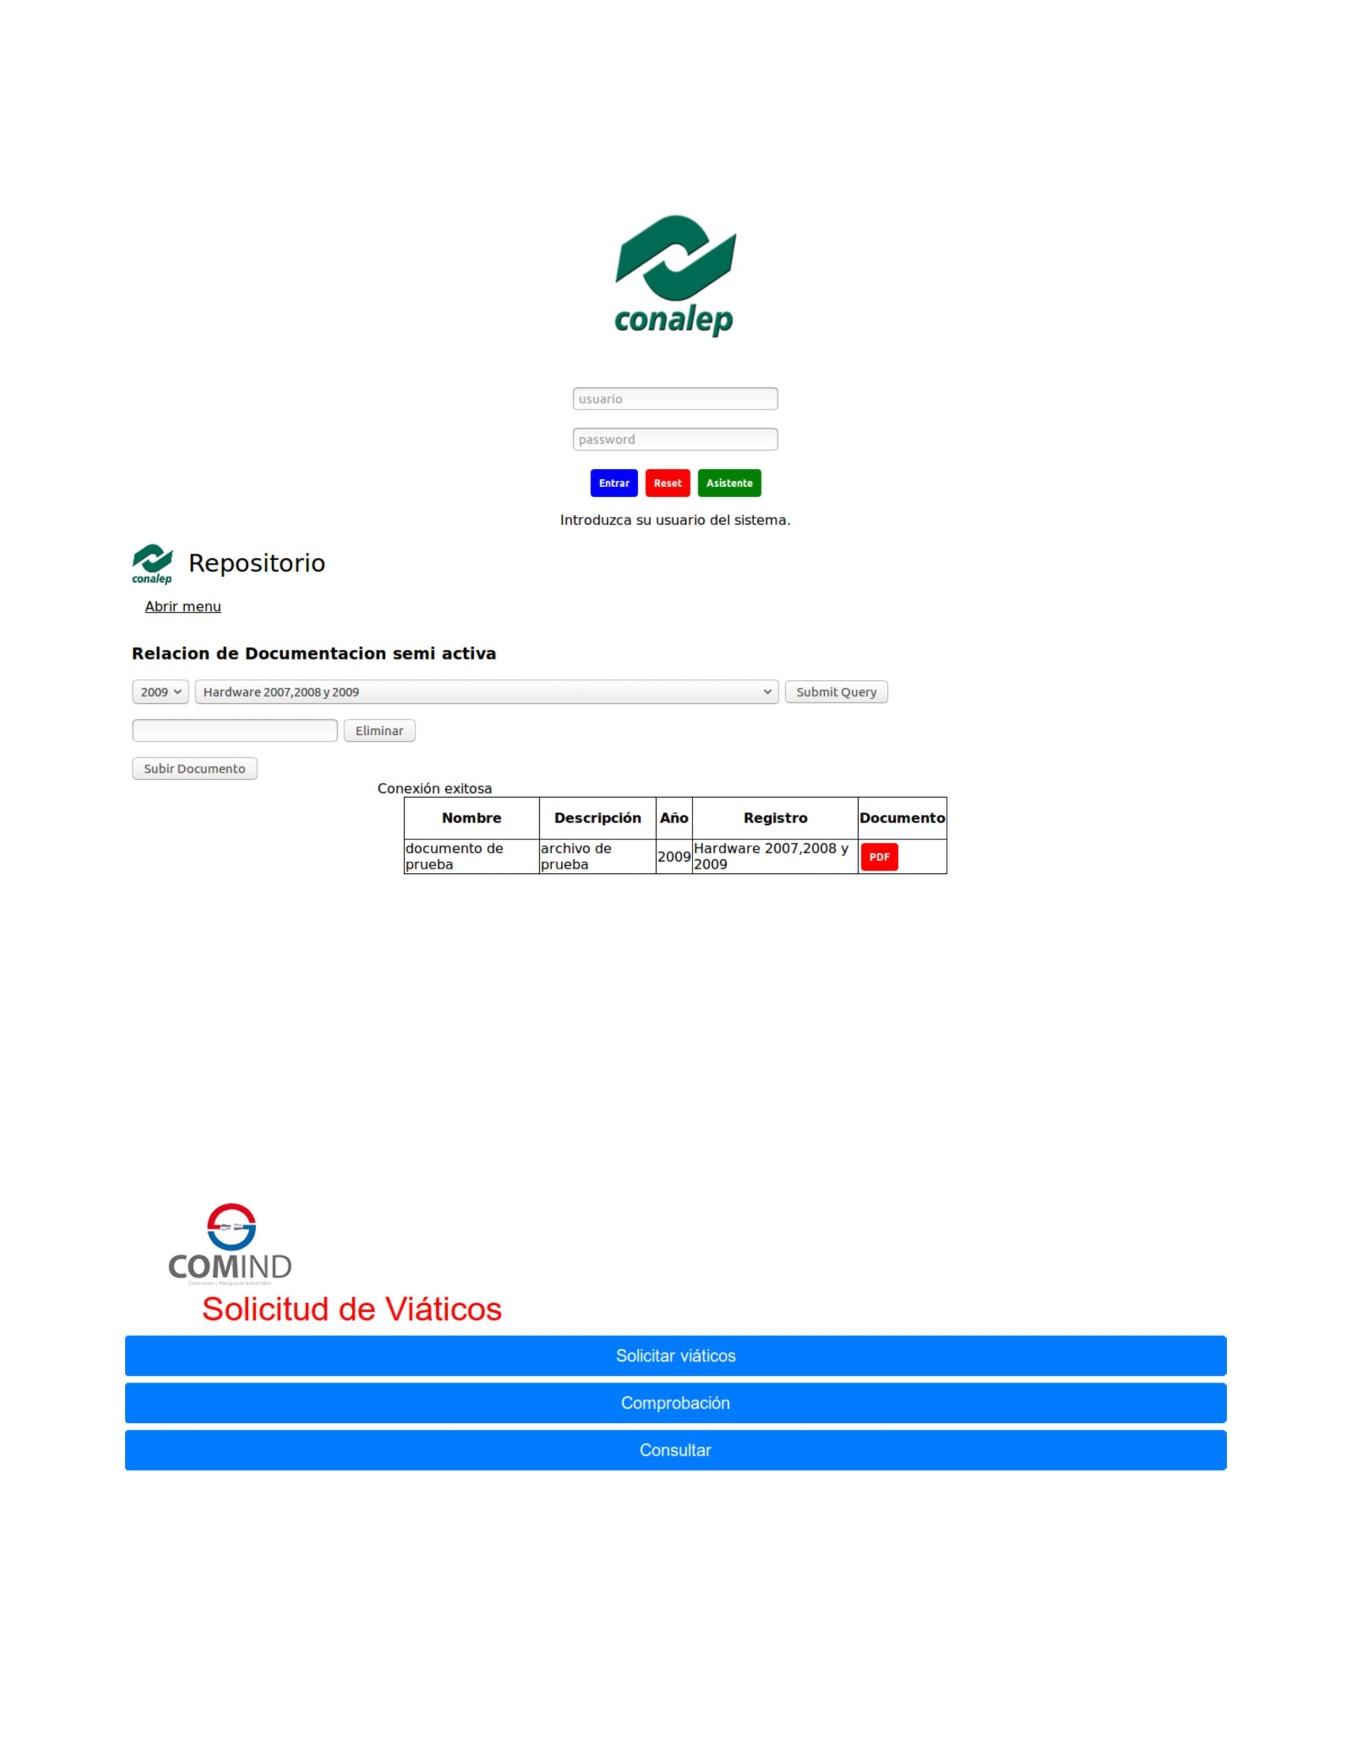 conalep
usuario
password
Entrar Reset Asistente
Introduzca su usuario del sistema.
conalep
Repositorio
Abrir menu
Relacion de Documentacion semi activa
2009 Hardware 2007,2008 y 2009 Submit Query
Eliminar
Subir Documento
Conexión exitosa
Nombre Descripción Año Registro Documento
documento de prueba archivo de prueba 2009 Hardware 2007,2008 y 2009 PDF
COMIND
Solicitud de Viáticos
Solicitar viáticos
Comprobación
Consultar